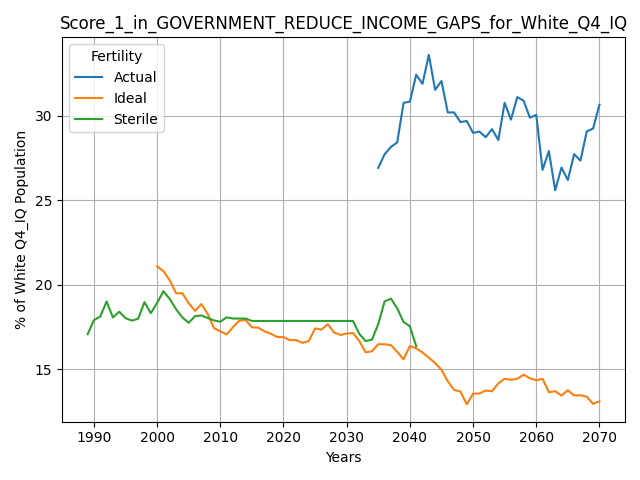 Score_1_in_GOVERNMENT_REDUCE_INCOME_GAPS_for_White_Q4_IQ
Fertility
Actual
Ideal
Sterile
% of White Q4_IQ Population
30
25
20
15
1990 2000 2010 2020 2030 2040 2050 2060 2070
Years